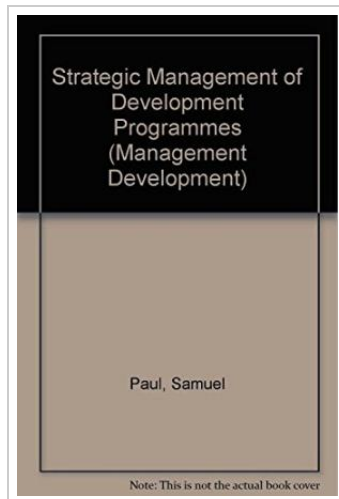 Strategic Management of
Development
Programmes
(Management
Development)
Paul, Samuel
Note: This is not the actual book cover